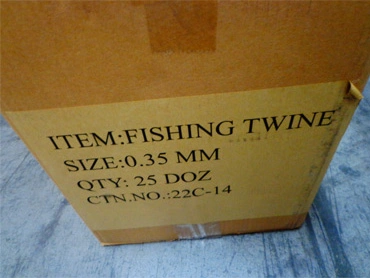 ITEM:FISHING TWINE
SIZE:0.35 MM
QTY: 25 DOZ
CTN.NO.:22C-14